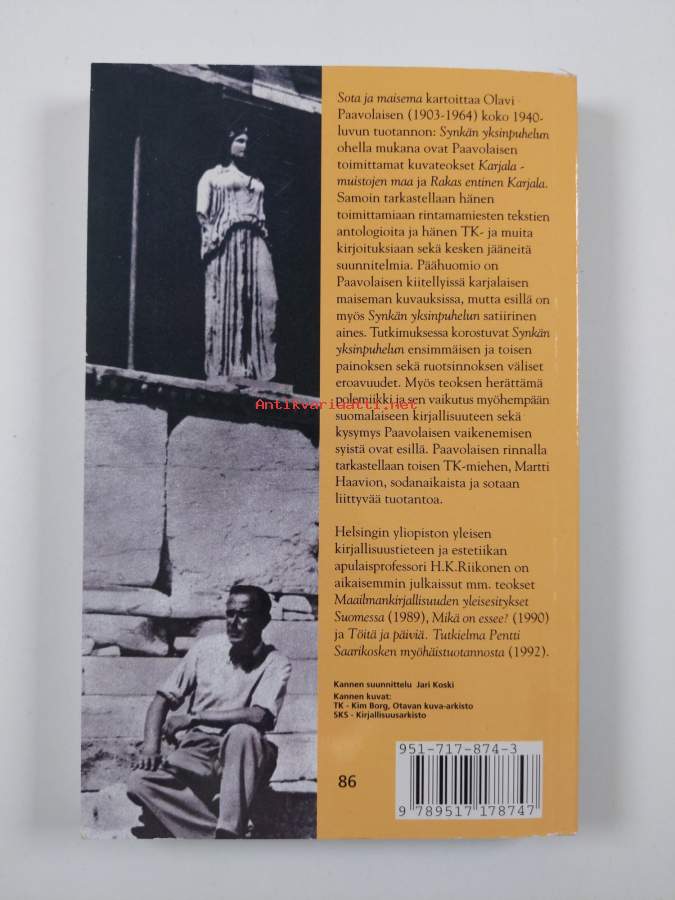 Sota ja maisema kartoittaa Olavi
Paavolaisen (1903-1964) koko 1940-
luvun tuotannon: Synkän yksinpuhelun
ohella mukana ovat Paavolaisen
toimittamat kuvateokset Karjala -
muistojen maa ja Rakas entinen Karjala.
Samoin tarkastellaan hänen
toimittamiaan rintamamiesten tekstien
antologioita ja hänen TK- ja muita
kirjoituksiaan sekä kesken jääneitä
suunnitelmia. Päähuomio on
Paavolaisen kiitellyissä karjalaisen
maiseman kuvauksissa, mutta esillä on
myös Synkän yksinpuhelun satiirinen
aines. Tutkimuksessa korostuvat Synkän
yksinpuhelun ensimmäisen ja toisen
painoksen sekä ruotsinnoksen väliset
eroavuudet. Myös teoksen herättämä
polemiikki ja sen vaikutus myöhempään
Antikvariaatti.net
suomalaiseen kirjallisuuteen sekä
kysymys Paavolaisen vaikenemisen
syistä ovat esillä. Paavolaisen rinnalla
tarkastellaan toisen TK-miehen, Martti
Haavion, sodanaikaista ja sotaan
liittyvää tuotantoa.
Helsingin yliopiston yleisen
kirjallisuustieteen ja estetiikan
apulaisprofessori H.K.Riikonen on
aikaisemmin julkaissut mm. teokset
Maailmankirjallisuuden yleisesitykset
Suomessa (1989), Mikä on essee? (1990)
ja Töitä ja päiviä. Tutkielma Pentti
Saarikosken myöhäistuotannosta (1992).
Kannen suunnittelu Jari Koski
Kannen kuvat:
TK - Kim Borg, Otavan kuva-arkisto
SKS - Kirjallisuusarkisto
951-717-874-3
86
9 789517 178747